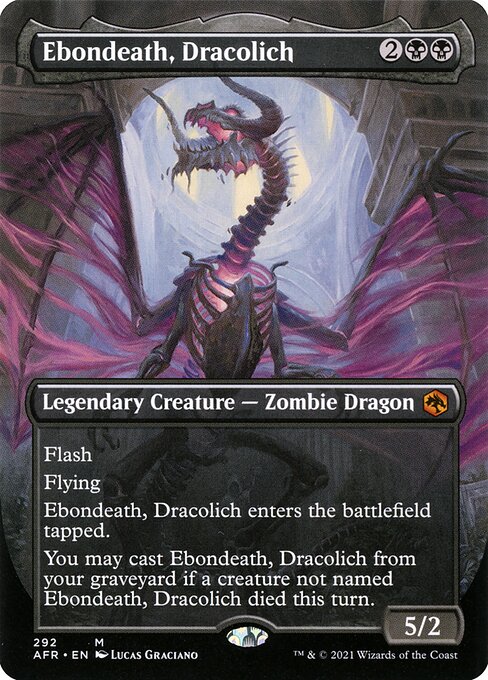 Ebondeath, Dracolich 2
Legendary Creature — Zombie Dragon
Flash
Flying
Ebondeath, Dracolich enters the battlefield
tapped.
You may cast Ebondeath, Dracolich from
your graveyard if a creature not named
Ebondeath, Dracolich died this turn.
5/2
292 M
AFR • EN Lucas Graciano
™ & © 2021 Wizards of the Coast